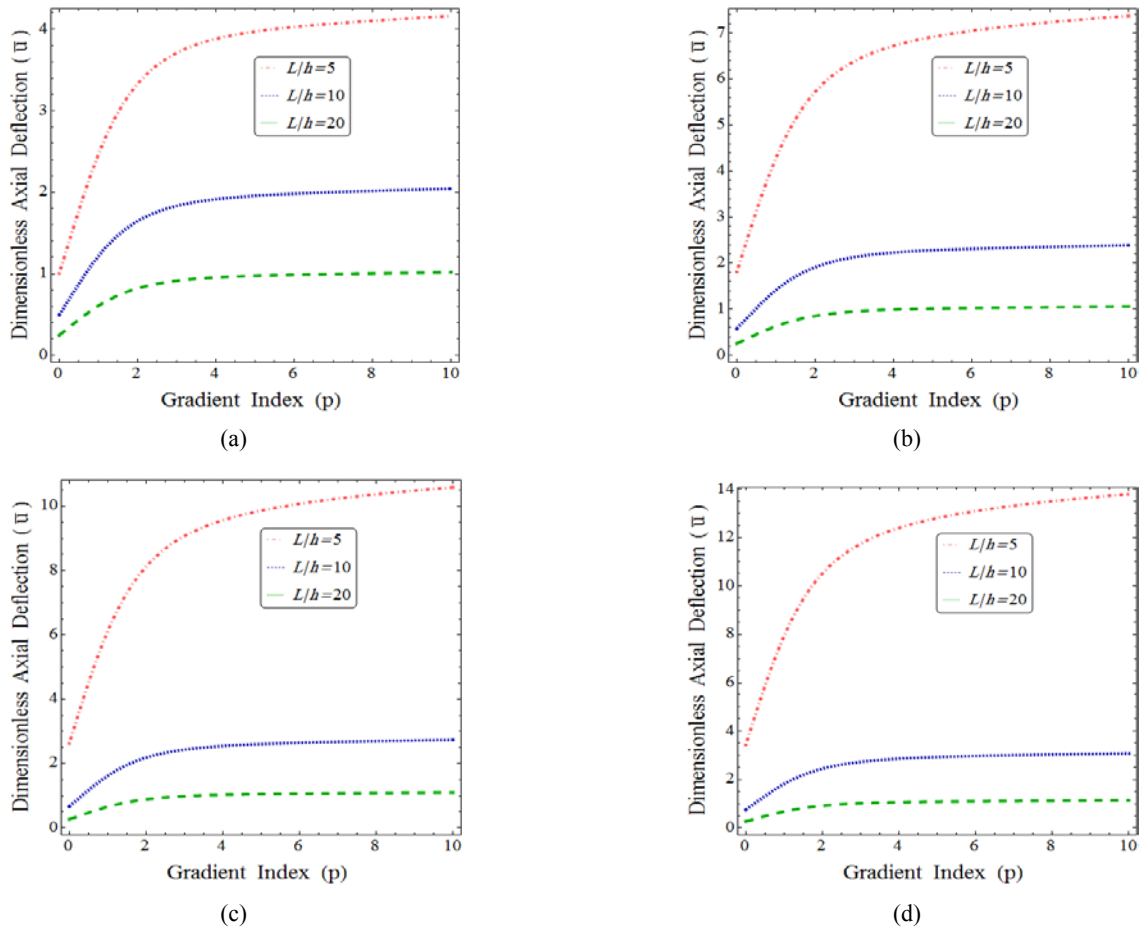 Dimensionless Axial Deflection (u̅)
4
3
2
1
0
L/h=5
L/h=10
L/h=20
0 2 4 6 8 10
Gradient Index (p)
(a)
Dimensionless Axial Deflection (u̅)
7
6
5
4
3
2
1
0
L/h=5
L/h=10
L/h=20
0 2 4 6 8 10
Gradient Index (p)
(b)
Dimensionless Axial Deflection (u̅)
10
8
6
4
2
0
L/h=5
L/h=10
L/h=20
0 2 4 6 8 10
Gradient Index (p)
(c)
Dimensionless Axial Deflection (u̅)
14
12
10
8
6
4
2
0
L/h=5
L/h=10
L/h=20
0 2 4 6 8 10
Gradient Index (p)
(d)